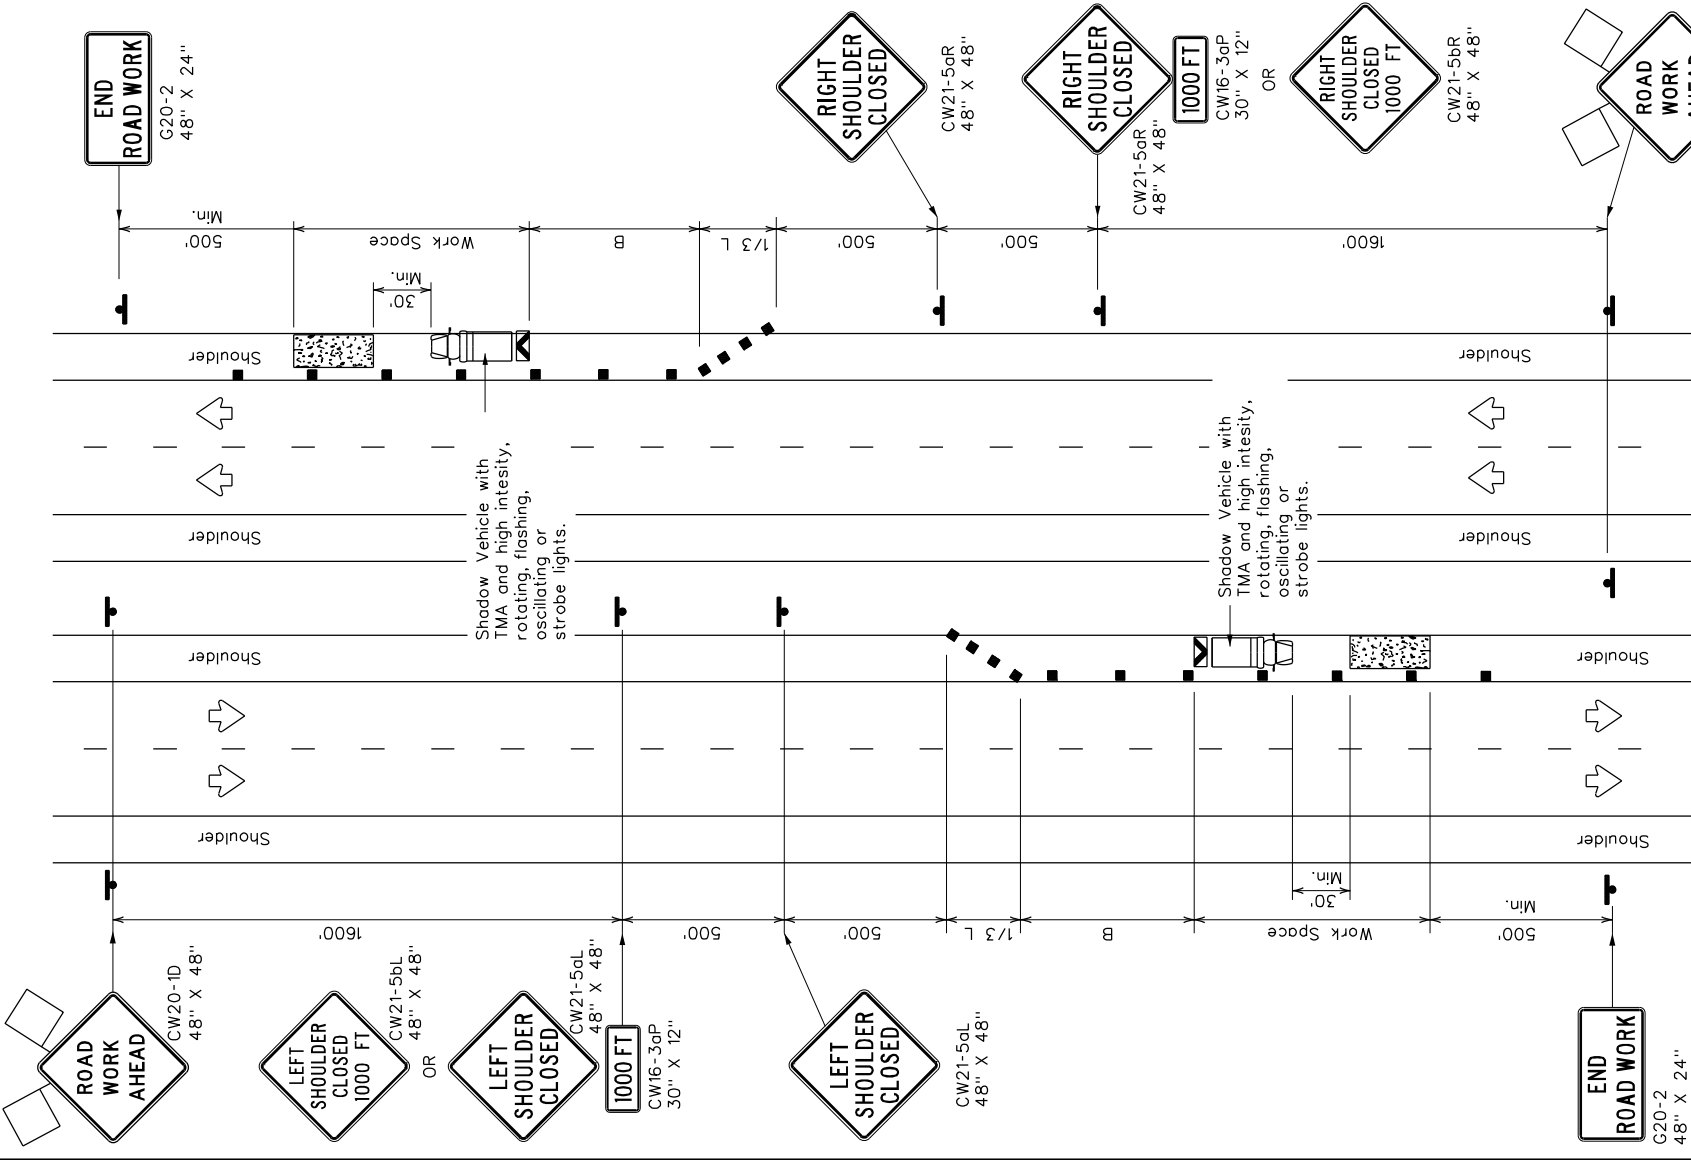 END
ROAD WORK
G20-2
48" X 24"
RIGHT
SHOULDER
CLOSED
CW21-5aR
48" X 48"
RIGHT
SHOULDER
CLOSED
CW21-5aR
48" X 48"
1000 FT
CW16-3aP
30" X 12"
OR
RIGHT
SHOULDER
CLOSED
1000 FT
CW21-5bR
48" X 48"
ROAD
WORK
500'
Min.
Work Space
B
1/3 L
500'
500'
1600'
30'
Min.
Shoulder
Shoulder
Shadow Vehicle with
TMA and high intesity,
rotating, flashing,
oscillating or
strobe lights.
Shoulder
Shoulder
Shadow Vehicle with
TMA and high intesity,
rotating, flashing,
oscillating or
strobe lights.
Shoulder
Shoulder
Shoulder
Shoulder
1600'
500'
500'
1/3 L
B
Work Space
30'
Min.
500'
Min.
ROAD
WORK
AHEAD
CW20-1D
48" X 48"
LEFT
SHOULDER
CLOSED
1000 FT
CW21-5bL
48" X 48"
OR
LEFT
SHOULDER
CLOSED
CW21-5aL
48" X 48"
1000 FT
CW16-3aP
30" X 12"
LEFT
SHOULDER
CLOSED
CW21-5aL
48" X 48"
END
ROAD WORK
G20-2
48" X 24"